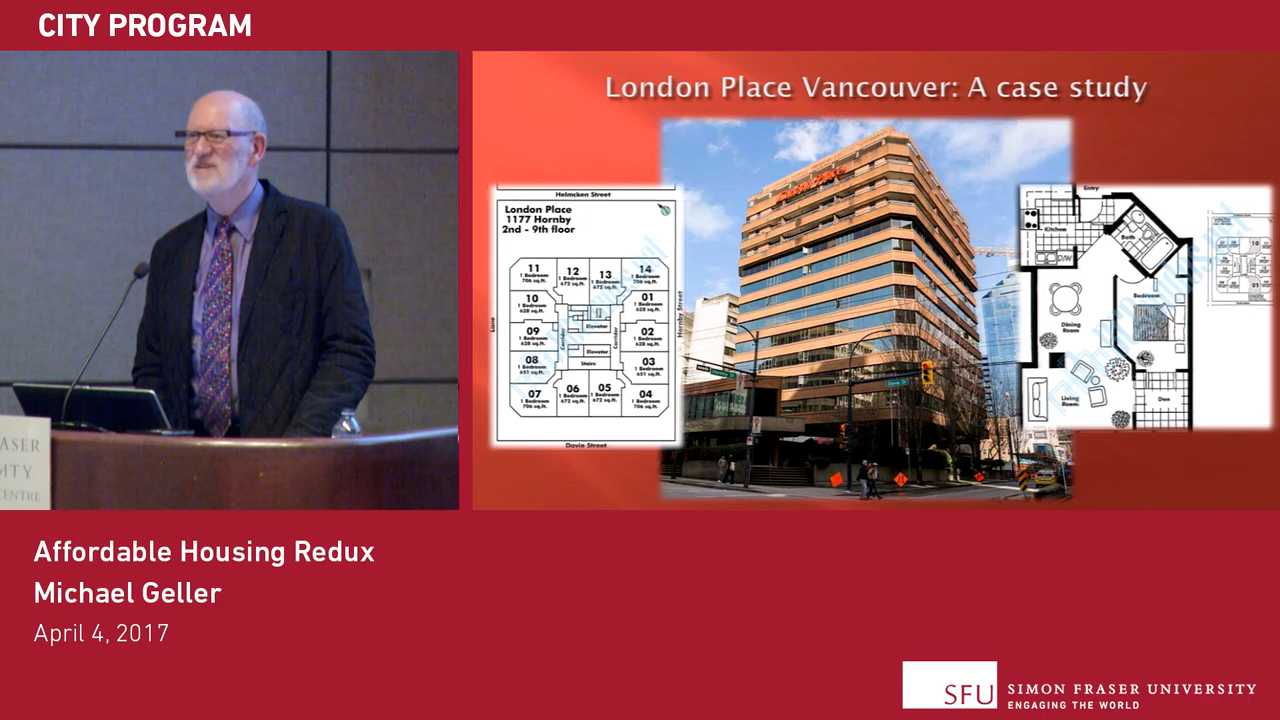 CITY PROGRAM
London Place Vancouver: A case study
Helmcken Street
London Place
1177 Hornby
2nd - 9th floor
11
1 Bedroom
706 sq.ft.
12
1 Bedroom
672 sq.ft.
13
1 Bedroom
672 sq.ft.
14
1 Bedroom
706 sq.ft.
10
1 Bedroom
628 sq.ft.
01
1 Bedroom
628 sq.ft.
09
1 Bedroom
628 sq.ft.
02
1 Bedroom
628 sq.ft.
08
1 Bedroom
651 sq.ft.
03
1 Bedroom
651 sq.ft.
07
1 Bedroom
706 sq.ft.
06
1 Bedroom
672 sq.ft.
05
1 Bedroom
672 sq.ft.
04
1 Bedroom
706 sq.ft.
Elevator
Elevator
Stairs
Corridor
Corridor
Lane
Hornby Street
Davie Street
Entry
Kitchen
Bath
D/W
Bedroom
Dining
Room
Living
Room
Den
ASER
CENTRE
Affordable Housing Redux
Michael Geller
April 4, 2017
SFU
SIMON FRASER UNIVERSITY
ENGAGING THE WORLD